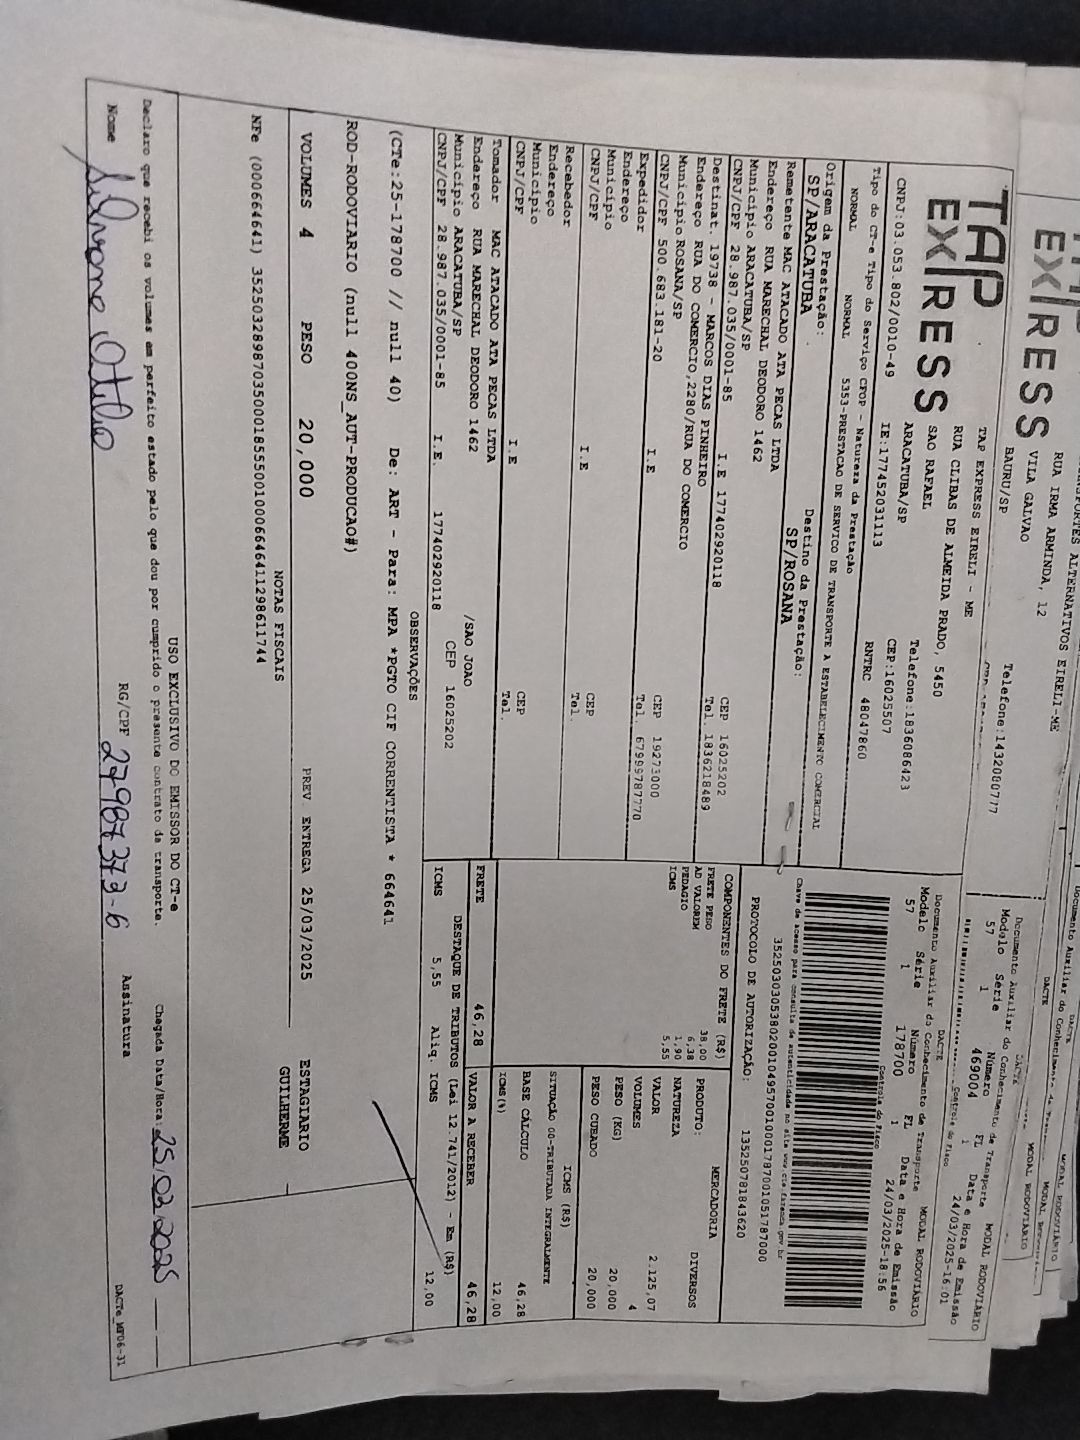 RUA IRMA ARMINDA, 12
VILA GALVAO
BAURU/SP
Telefone:1432080777
Documento Auxiliar do Conhecimento de Transporte MODAL RODOVIÁRIO
Modelo Série Número FL Data e Hora de Emissão
57 1 469004 1 24/03/2025-16:01
TAP
EX/RESS
TAP EXPRESS EIRELI - ME
RUA CLIBAS DE ALMEIDA PRADO, 5450
SAO RAFAEL
ARACATUBA/SP
CEP:16025507
Telefone:1836086423
CNPJ:03.053.802/0010-49
IE:177452031113
RNTRC 48047860
DACTE
Documento Auxiliar do Conhecimento de Transporte MODAL RODOVIÁRIO
Modelo Série Número FL Data e Hora de Emissão
57 1 178700 1 24/03/2025-18:56
Controle do Fisco
Tipo do CT-e Tipo do Serviço CFOP - Natureza da Prestação
NORMAL NORMAL 5353-PRESTACAO DE SERVICO DE TRANSPORTE A ESTABELECIMENTO COMERCIAL
Chave de acesso para consulta de autenticidade no site www.cte.fazenda.gov.br
PROTOCOLO DE AUTORIZAÇÃO: 135250781843620
Origem da Prestação:
SP/ARACATUBA
Destino da Prestação:
SP/ROSANA
Remetente MAC ATACADO ATA PECAS LTDA
Endereço RUA MARECHAL DEODORO 1462
Município ARACATUBA/SP CEP 16025202
CNPJ/CPF 28.987.035/0001-85 I.E 177402920118 Tel. 1836218489
Destinat. 19738 - MARCOS DIAS PINHEIRO
Endereço RUA DO COMERCIO,2280/RUA DO COMERCIO
Município ROSANA/SP CEP 19273000
CNPJ/CPF 500.683.181-20 I.E Tel. 67999787770
Expedidor
Endereço
Município CEP
CNPJ/CPF I.E Tel.
Recebedor
Endereço
Município CEP
CNPJ/CPF I.E Tel.
Tomador MAC ATACADO ATA PECAS LTDA
Endereço RUA MARECHAL DEODORO 1462 /SAO JOAO
Município ARACATUBA/SP CEP 16025202
CNPJ/CPF 28.987.035/0001-85 I.E. 177402920118
COMPONENTES DO FRETE (R$)
FRETE PESO 38,00
AD VALOREM 6,38
PEDAGIO 1,90
ICMS 5,55
MERCADORIA
PRODUTO: DIVERSOS
NATUREZA
VALOR 2.125,07
VOLUMES 4
PESO (KG) 20,000
PESO CUBADO 20,000
ICMS (R$)
SITUAÇÃO 00-TRIBUTADA INTEGRALMENTE
BASE CÁLCULO 46,28
ICMS(%) 12,00
FRETE 46,28 VALOR A RECEBER 46,28
DESTAQUE DE TRIBUTOS (Lei 12.741/2012) - Em (R$)
ICMS 5,55 Aliq. ICMS 12,00
OBSERVAÇÕES
(CTe:25-178700 // null 40) De: ART - Para: MPA *PGTO CIF CORRENTISTA * 664641
ROD-RODOVIARIO (null 400NS_AUT-PRODUCAO#)
VOLUMES 4 PESO 20,000 PREV ENTREGA 25/03/2025 ESTAGIARIO
GUILHERME
NOTAS FISCAIS
USO EXCLUSIVO DO EMISSOR DO CT-e
Declaro que recebi os volumes em perfeito estado pelo que dou por cumprido o presente contrato da transporte. Chegada Data/Hora: 25.03.2025
Nome RG/CPF 27987373-6 Assinatura
DACTe_MT06-31